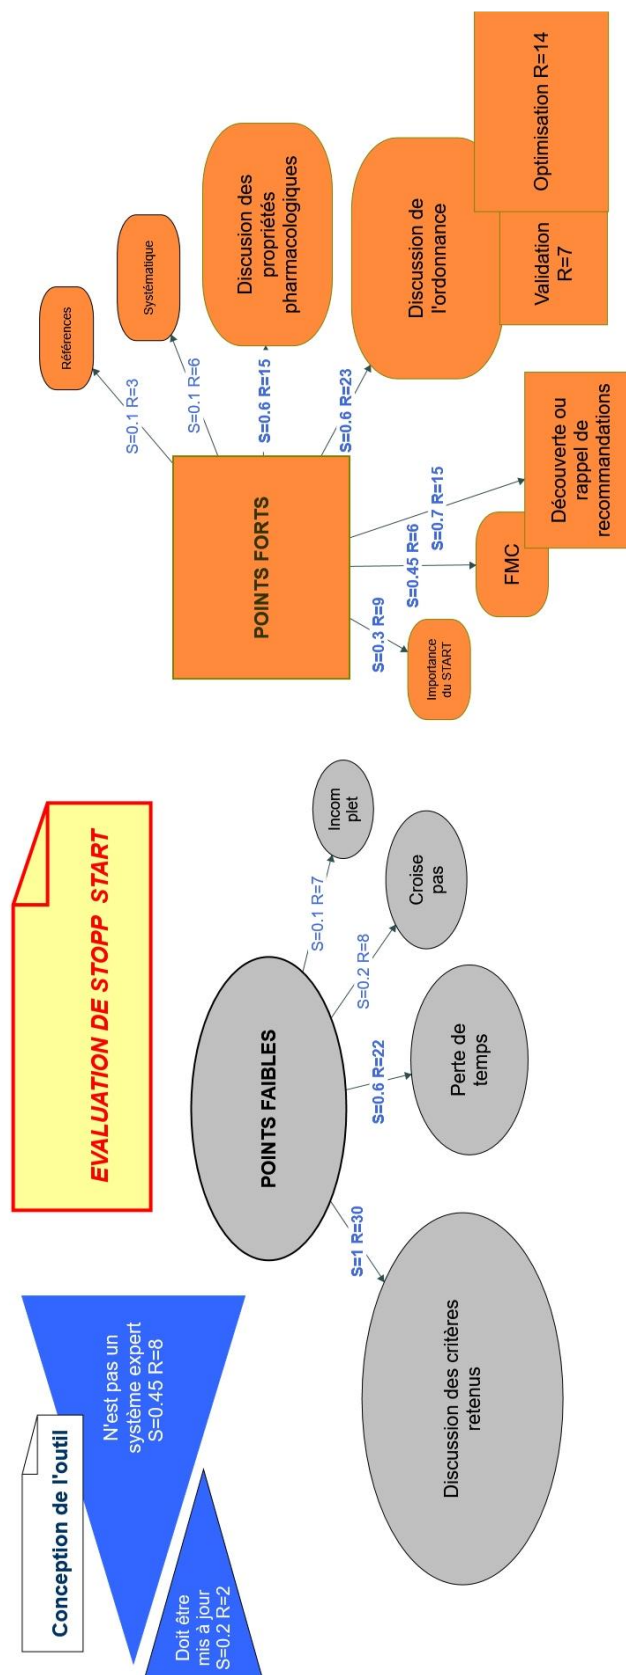 Conception de l'outil
N'est pas un
système expert
S=0.45 R=8
Doit être
mis à jour
S=0.2 R=2
EVALUATION DE STOPP START
POINTS FAIBLES
S=1 R=30
S=0.6 R=22
S=0.2 R=8
S=0.1 R=7
Discussion des critères
retenus
Perte de
temps
Croise
pas
Incom
plet
POINTS FORTS
S=0.3 R=9
S=0.45 R=6
S=0.7 R=15
S=0.6 R=23
S=0.6 R=15
S=0.1 R=6
S=0.1 R=3
Importance
du START
FMC
Découverte ou
rappel de
recommandations
Discussion de
l'ordonnance
Validation
R=7
Optimisation R=14
Discusion des
propriétés
pharmacologiques
Systématique
Références